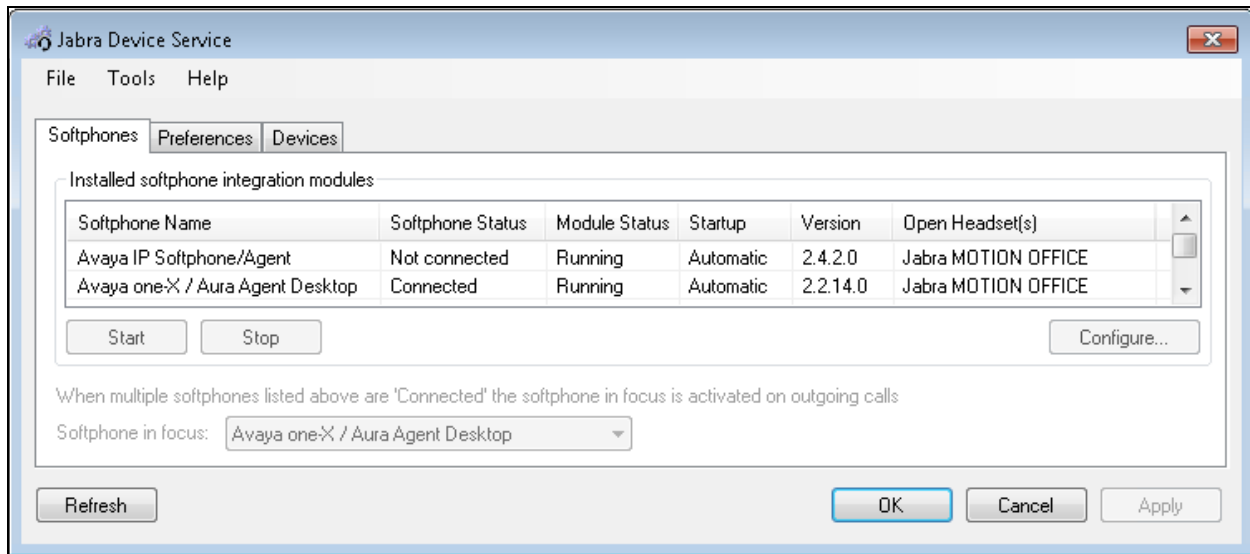 Jabra Device Service
File Tools Help
Softphones Preferences Devices
Installed softphone integration modules
Softphone Name Softphone Status Module Status Startup Version Open Headset(s)
Avaya IP Softphone/Agent Not connected Running Automatic 2.4.2.0 Jabra MOTION OFFICE
Avaya one-X / Aura Agent Desktop Connected Running Automatic 2.2.14.0 Jabra MOTION OFFICE
Start Stop Configure...
When multiple softphones listed above are 'Connected' the softphone in focus is activated on outgoing calls
Softphone in focus: Avaya one-X / Aura Agent Desktop
Refresh OK Cancel Apply